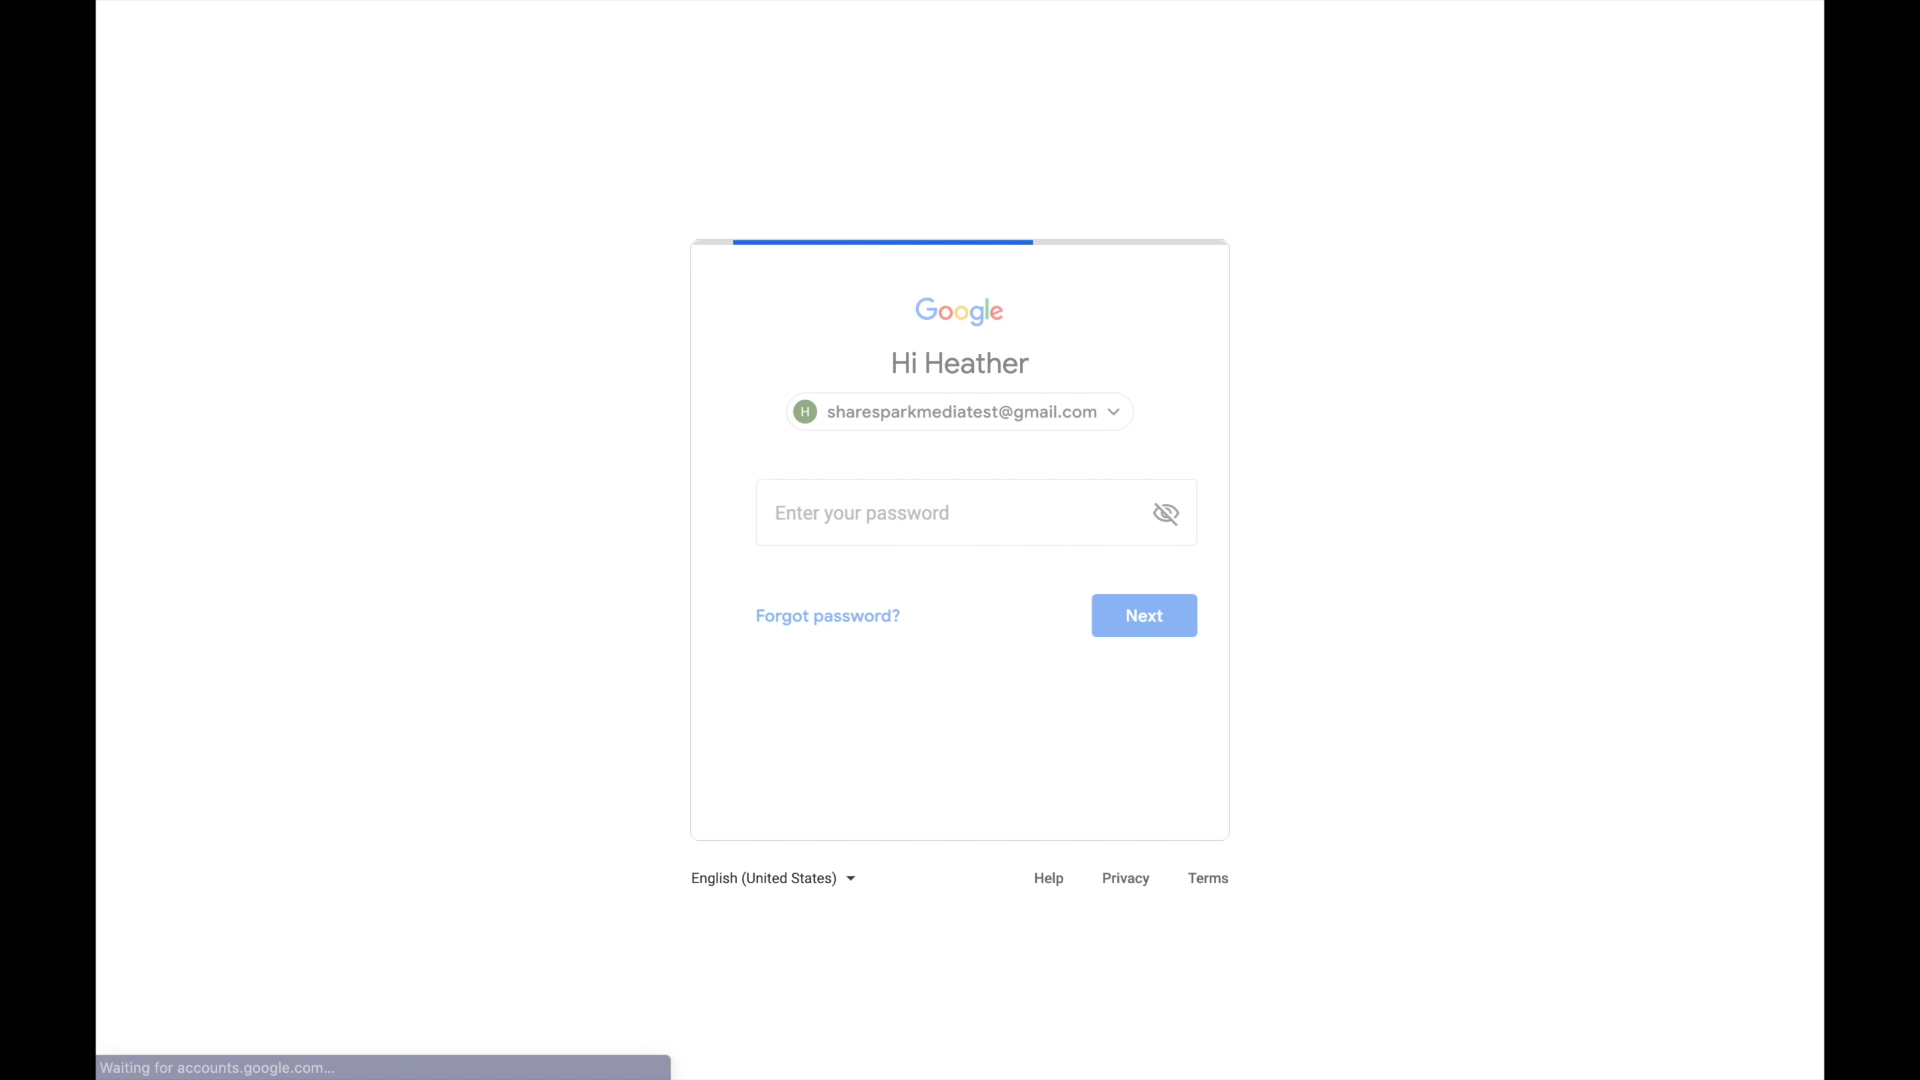 Google
Hi Heather
H sharesparkmediatest@gmail.com
Enter your password
Forgot password? Next
English (United States) Help Privacy Terms
Waiting for accounts.google.com...